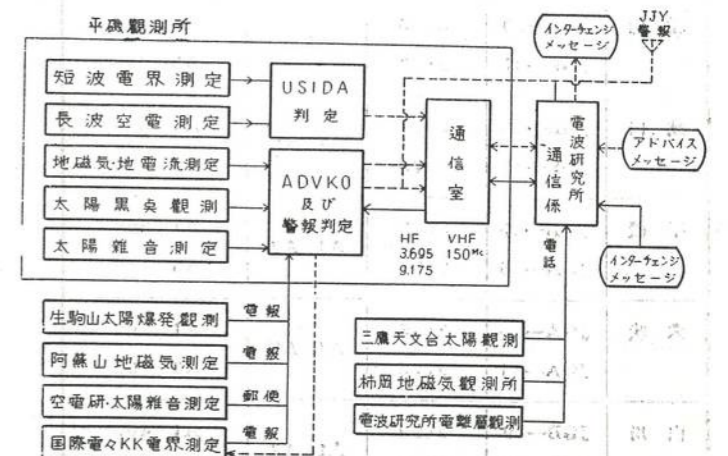 平磯観測所
インターチェンジ
メッセージ
JJY
警報
短波電界測定
長波空電測定
地磁気・地電流測定
太陽黒点観測
太陽雑音測定
USIDA
判定
ADVKO
及び
警報判定
通信室
HF
3.695
9.175
VHF
150Mc
電波研究所
通信係
アドバイス
メッセージ
インターチェンジ
メッセージ
電話
生駒山太陽爆発観測
電報
阿蘇山地磁気測定
電報
空電研・太陽雑音測定
郵便
国際電々KK電界測定
電報
三鷹天文台太陽観測
柿岡地磁気観測所
電波研究所電離層観測